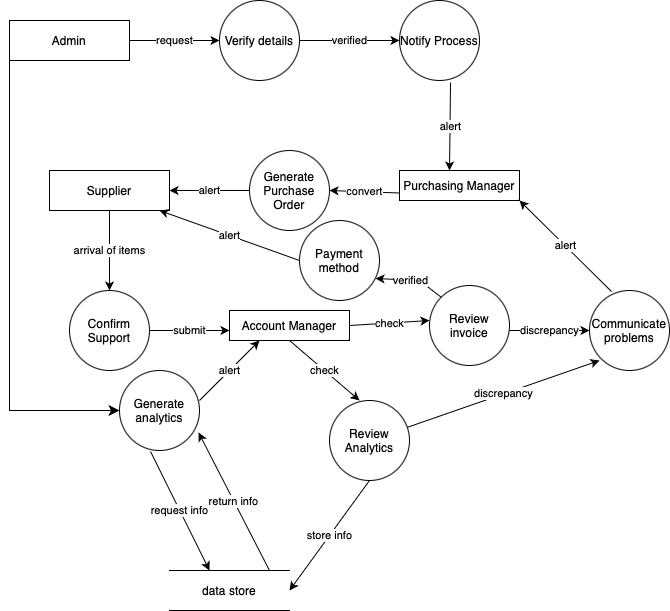 Admin
request
Verify details
verified
Notify Process
alert
Generate
Purchase
Order
Supplier
alert
convert
Purchasing Manager
alert
arrival of items
Payment
method
alert
verified
Confirm
Support
submit
Account Manager
check
Review
invoice
discrepancy
Communicate
problems
alert
check
Generate
analytics
discrepancy
Review
Analytics
request info
return info
store info
data store